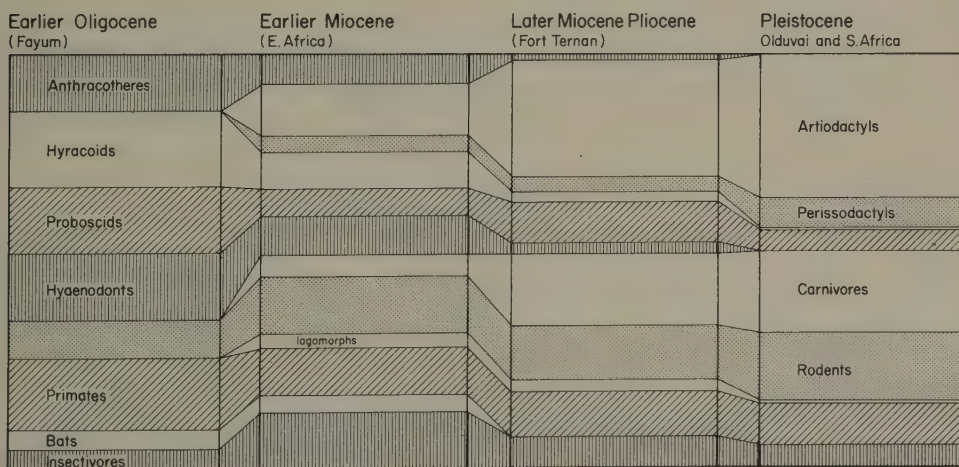 Earlier Oligocene
(Fayum)
Earlier Miocene
(E. Africa)
Later Miocene Pliocene
(Fort Ternan)
Pleistocene
Olduvai and S. Africa
Anthracotheres
Hyracoids
Proboscids
Hyaenodonts
Primates
Bats
Insectivores
lagomorphs
Artiodactyls
Perissodactyls
Carnivores
Rodents